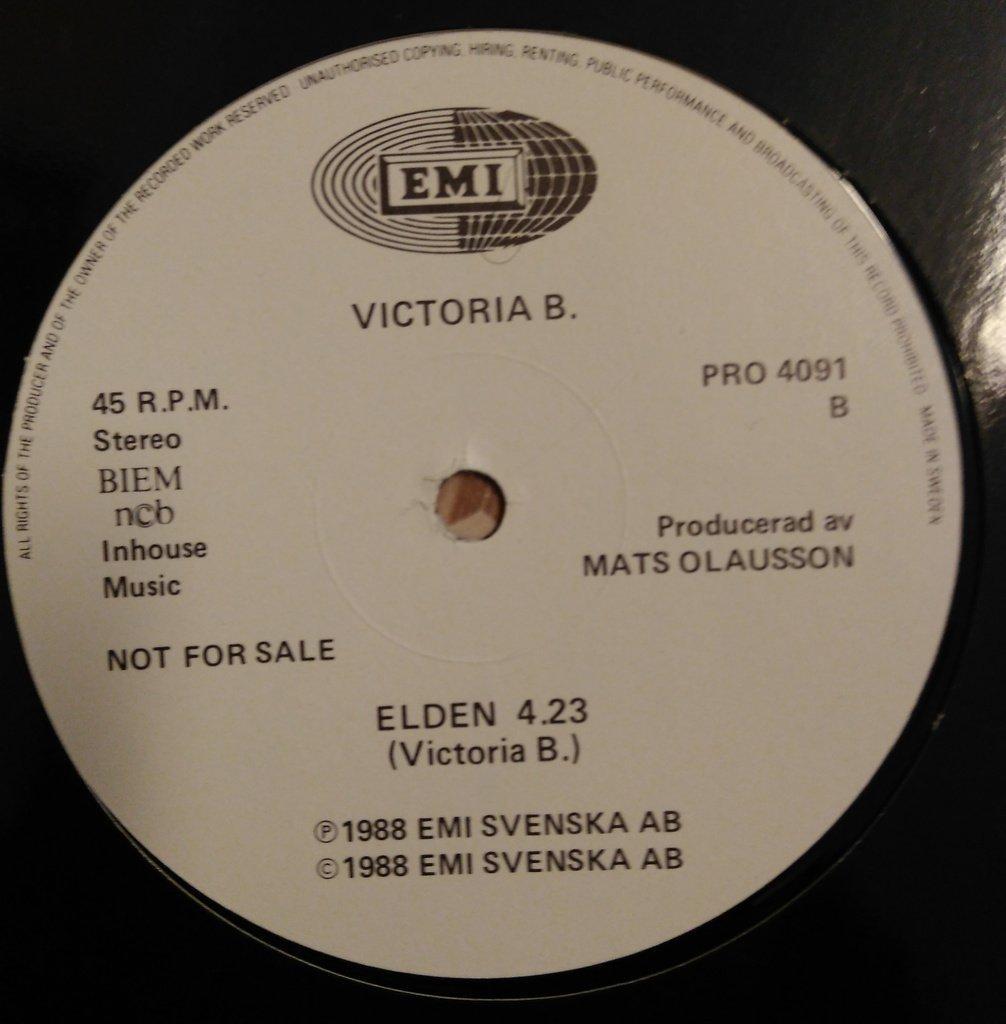 ALL RIGHTS OF THE PRODUCER AND OF THE OWNER OF THE RECORDED WORK RESERVED UNAUTHORISED COPYING, HIRING, RENTING, PUBLIC PERFORMANCE AND BROADCASTING OF THIS RECORD PROHIBITED MADE IN SWEDEN
EMI
VICTORIA B.
45 R.P.M.
Stereo
BIEM
ncb
Inhouse
Music
NOT FOR SALE
PRO 4091
B
Producerad av
MATS OLAUSSON
ELDEN 4.23
(Victoria B.)
℗1988 EMI SVENSKA AB
©1988 EMI SVENSKA AB